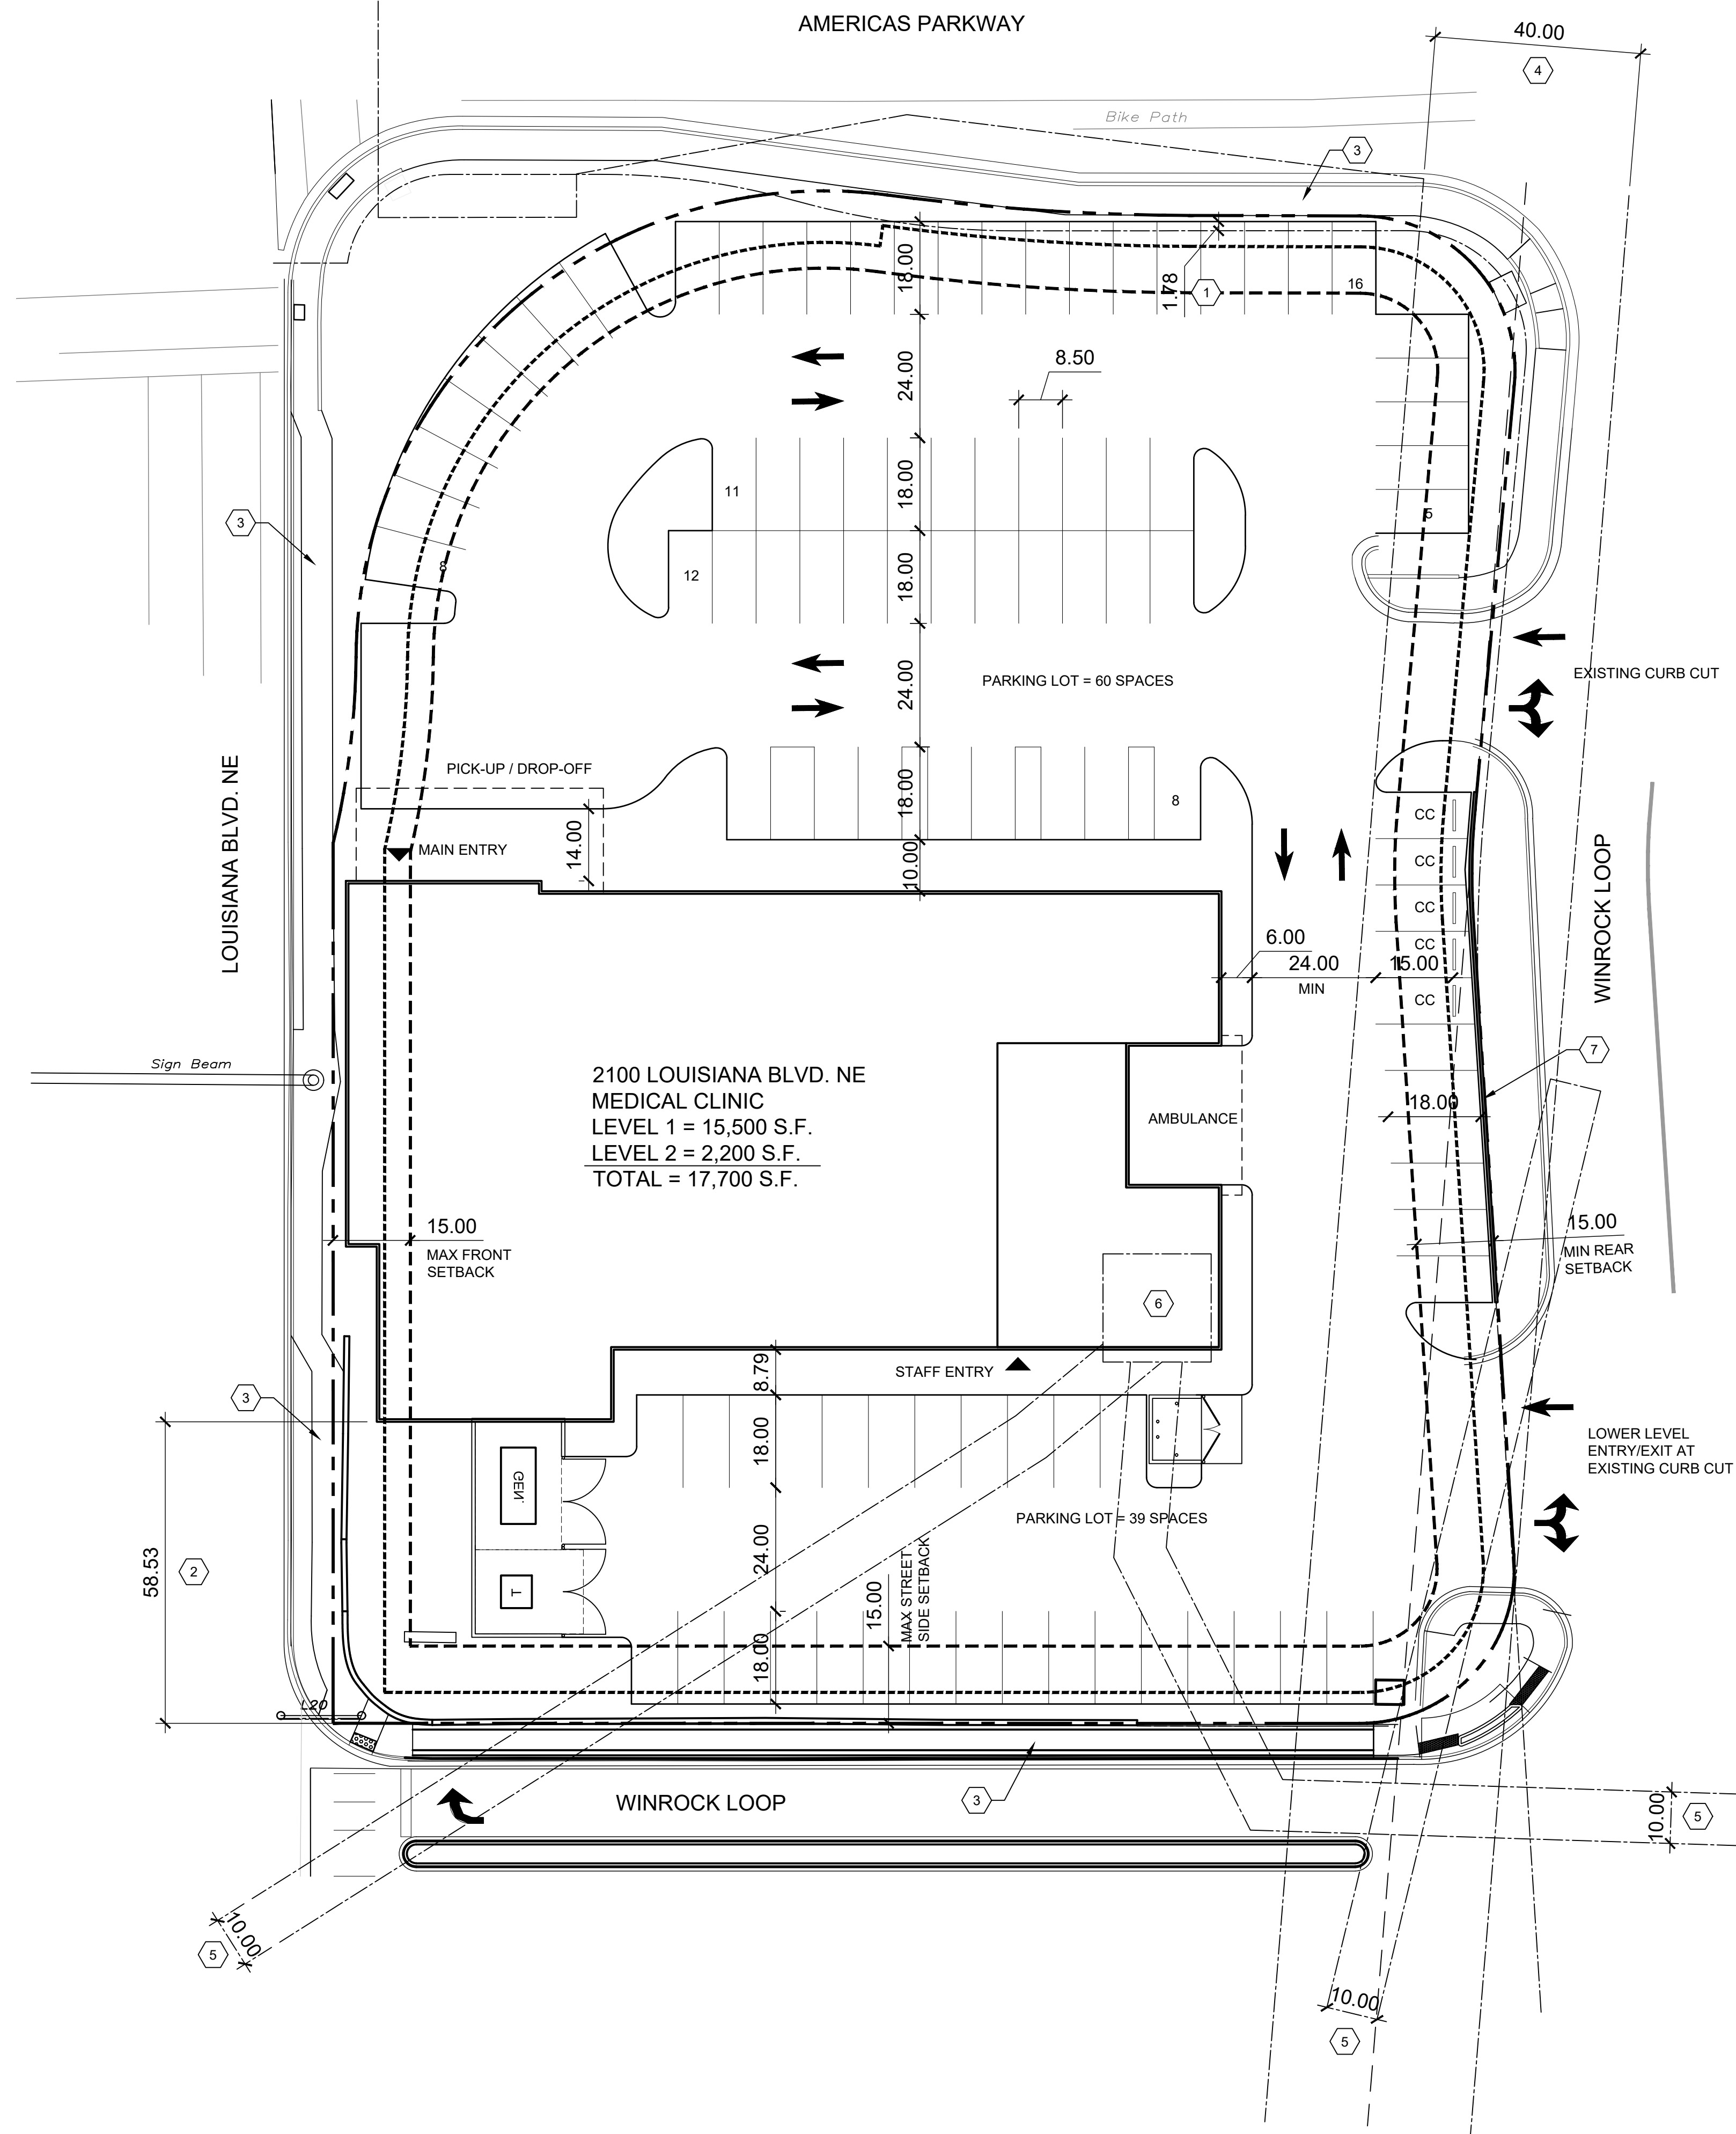 AMERICAS PARKWAY
40.00
4
Bike Path
3
18.00
1.78
1
16
24.00
8.50
3
18.00
11
5
12
18.00
8
24.00
PARKING LOT = 60 SPACES
EXISTING CURB CUT
LOUISIANA BLVD. NE
PICK-UP / DROP-OFF
18.00
8
CC
14.00
MAIN ENTRY
10.00
CC
CC
WINROCK LOOP
6.00
CC
24.00
MIN
15.00
CC
Sign Beam
7
2100 LOUISIANA BLVD. NE
MEDICAL CLINIC
LEVEL 1 = 15,500 S.F.
LEVEL 2 = 2,200 S.F.
TOTAL = 17,700 S.F.
AMBULANCE
18.00
15.00
MAX FRONT
SETBACK
15.00
MIN REAR
SETBACK
6
8.79
STAFF ENTRY
3
18.00
LOWER LEVEL
ENTRY/EXIT AT
EXISTING CURB CUT
GEN'
PARKING LOT = 39 SPACES
58.53
2
24.00
T
15.00
MAX STREET
SIDE SETBACK
18.00
L20
WINROCK LOOP
3
10.00
5
10.00
5
10.00
5